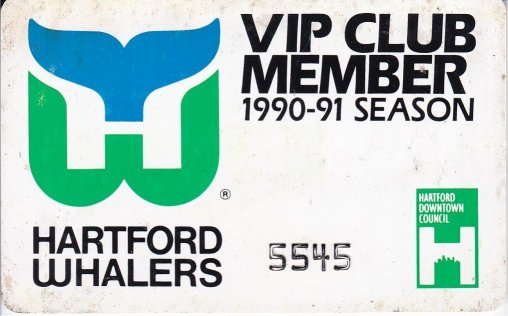 VIP CLUB
MEMBER
1990-91 SEASON
®
HARTFORD
WHALERS
5545
HARTFORD
DOWNTOWN
COUNCIL
H